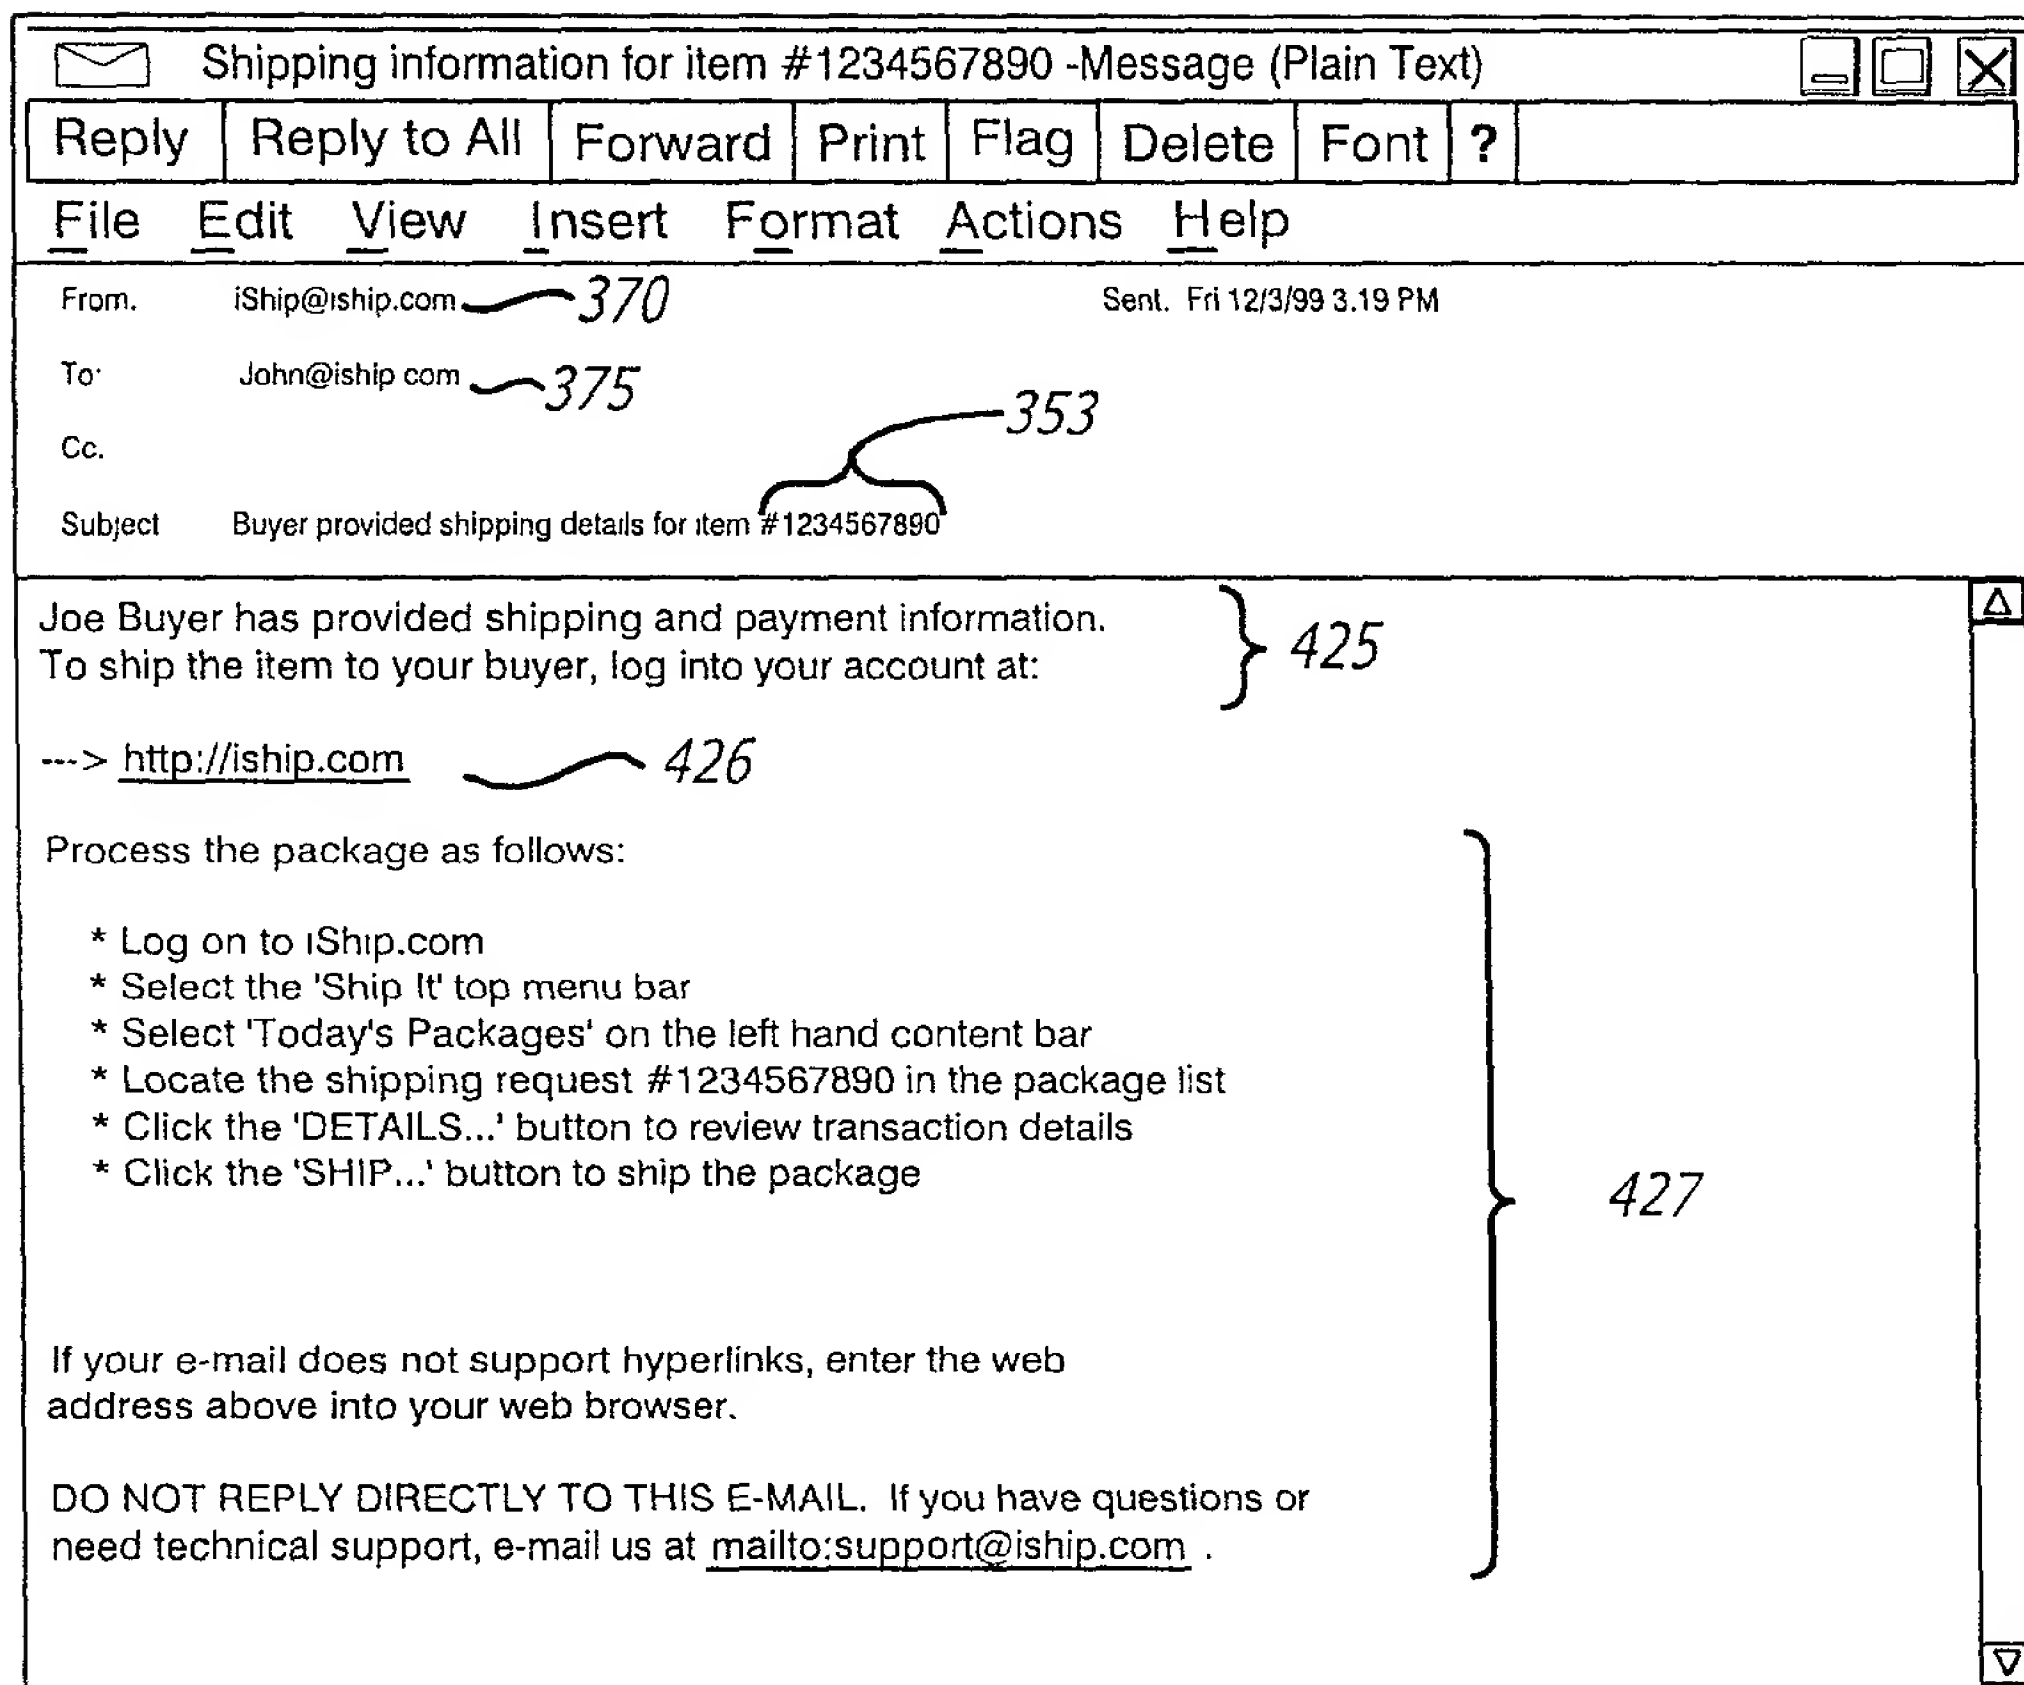 Shipping information for item #1234567890 -Message (Plain Text)
Reply Reply to All Forward Print Flag Delete Font ?
File Edit View Insert Format Actions Help
From. iShip@iship.com 370 Sent. Fri 12/3/99 3.19 PM
To: John@iship com 375
353
Cc.
Subject Buyer provided shipping details for item #1234567890
Joe Buyer has provided shipping and payment information.
To ship the item to your buyer, log into your account at:
425
---> http://iship.com 426
Process the package as follows:
* Log on to iShip.com
* Select the 'Ship It' top menu bar
* Select 'Today's Packages' on the left hand content bar
* Locate the shipping request #1234567890 in the package list
* Click the 'DETAILS...' button to review transaction details
* Click the 'SHIP...' button to ship the package
427
If your e-mail does not support hyperlinks, enter the web
address above into your web browser.
DO NOT REPLY DIRECTLY TO THIS E-MAIL. If you have questions or
need technical support, e-mail us at mailto:support@iship.com .